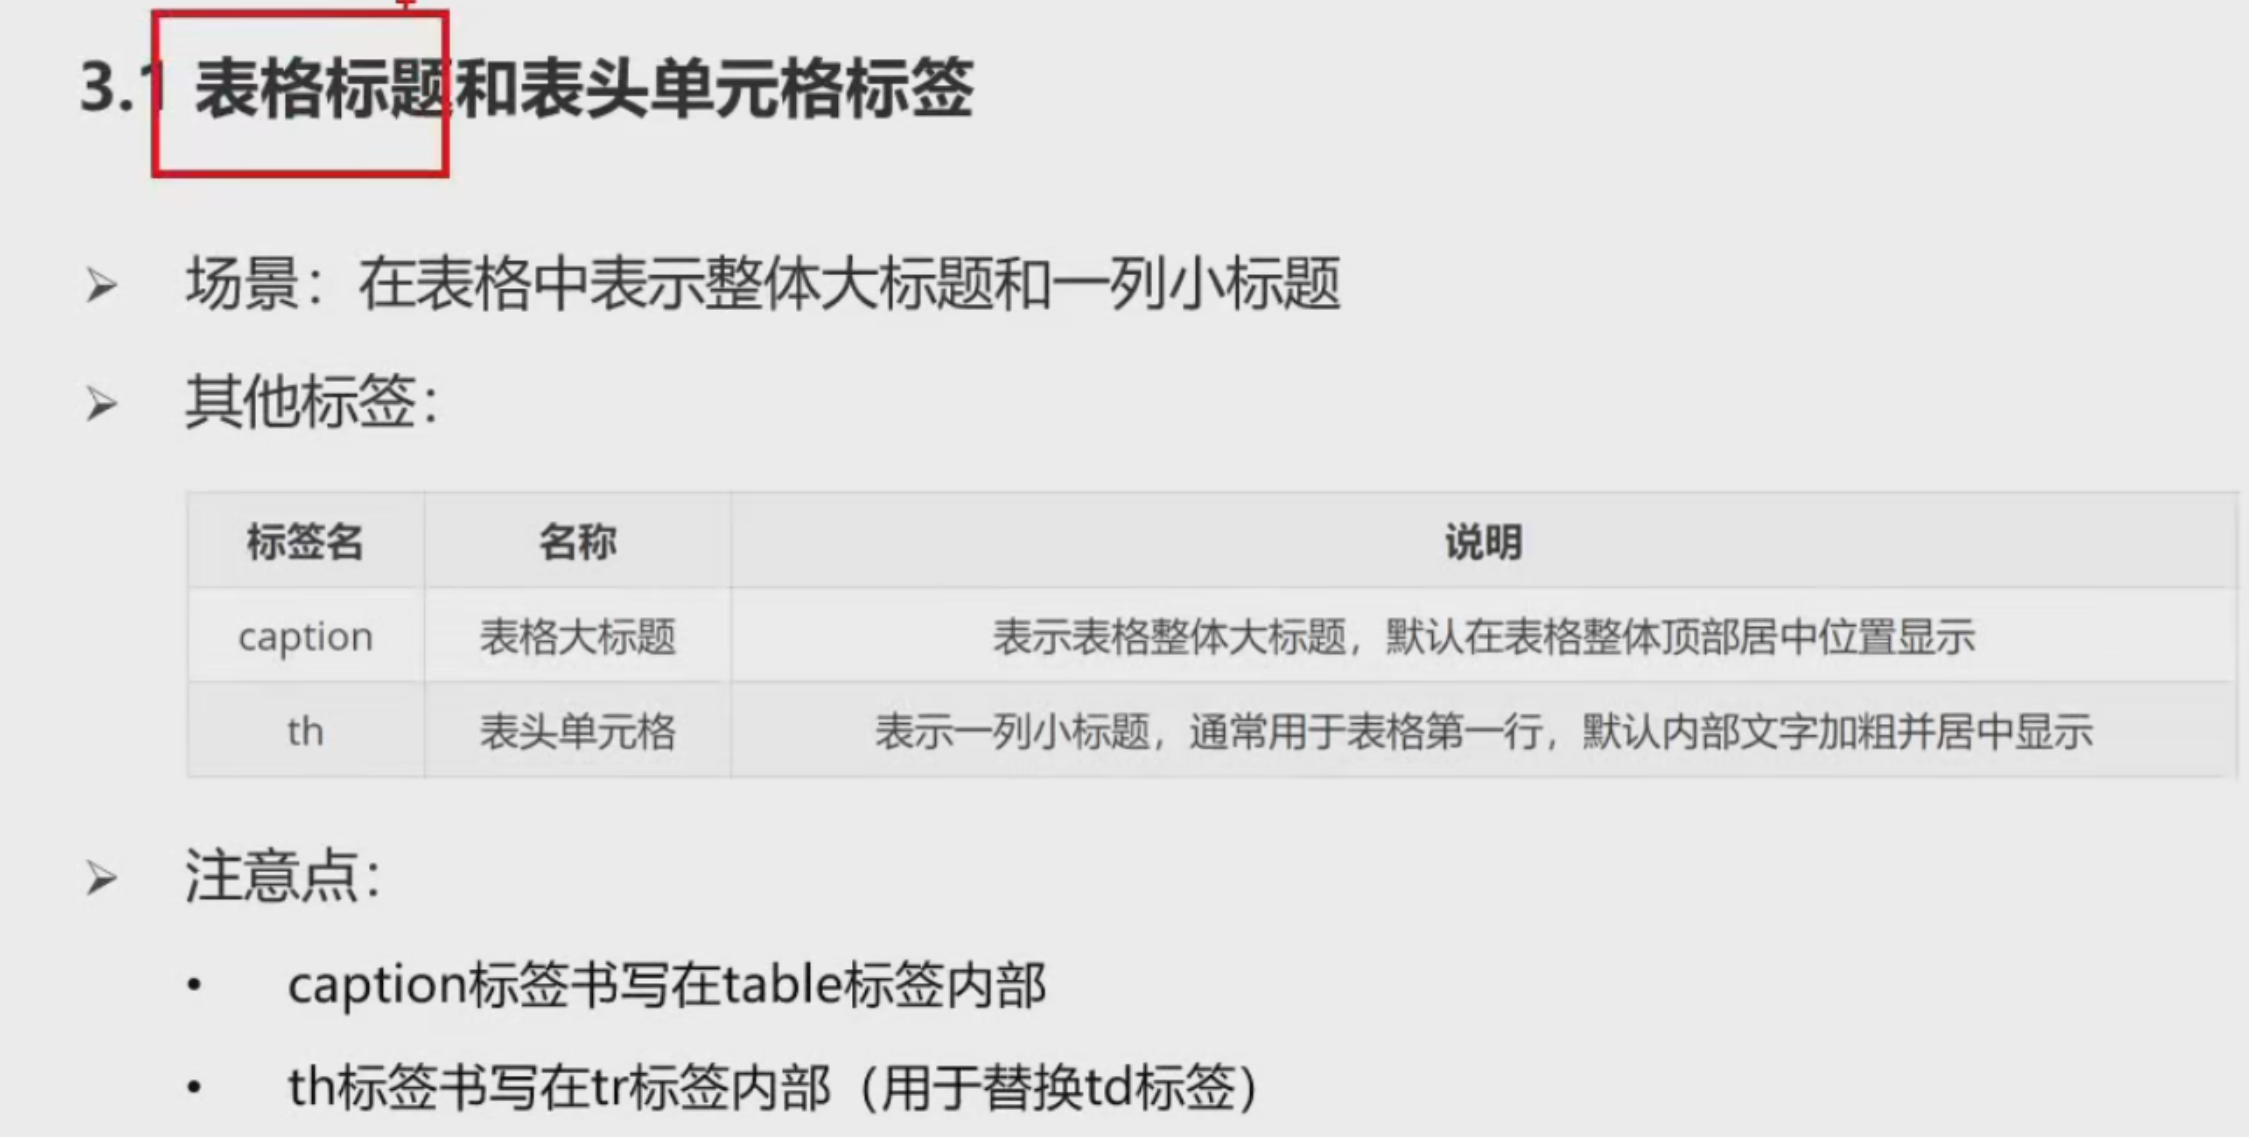 3.1 表格标题和表头单元格标签
➢ 场景：在表格中表示整体大标题和一列小标题
➢ 其他标签：
标签名 名称 说明
caption 表格大标题 表示表格整体大标题，默认在表格整体顶部居中位置显示
th 表头单元格 表示一列小标题，通常用于表格第一行，默认内部文字加粗并居中显示
➢ 注意点：
• caption标签书写在table标签内部
• th标签书写在tr标签内部（用于替换td标签）